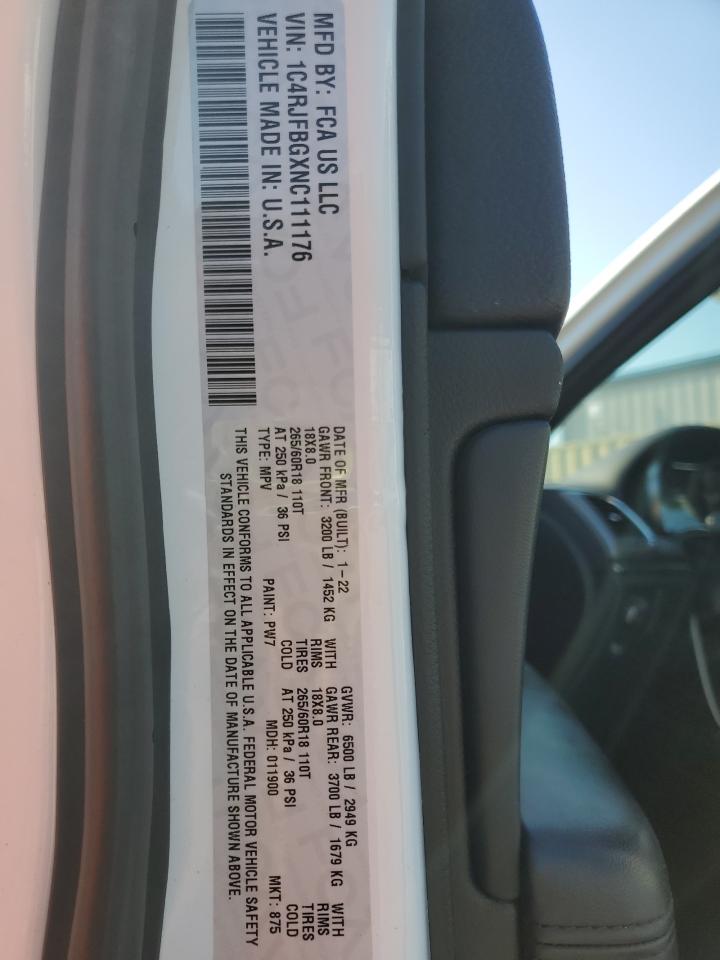 MFD BY: FCA US LLC
VIN: 1C4RJFBGXNC111176
VEHICLE MADE IN: U.S.A.
DATE OF MFR (BUILT): 1-22 GVWR: 6500 LB / 2949 KG
GAWR FRONT: 3200 LB / 1452 KG WITH GAWR REAR: 3700 LB / 1679 KG WITH
18X8.0 RIMS 18X8.0 RIMS
265/60R18 110T TIRES 265/60R18 110T TIRES
AT 250 kPa / 36 PSI COLD AT 250 kPa / 36 PSI COLD
TYPE: MPV PAINT: PW7 MDH: 011900 MKT: 875
THIS VEHICLE CONFORMS TO ALL APPLICABLE U.S.A. FEDERAL MOTOR VEHICLE SAFETY
STANDARDS IN EFFECT ON THE DATE OF MANUFACTURE SHOWN ABOVE.